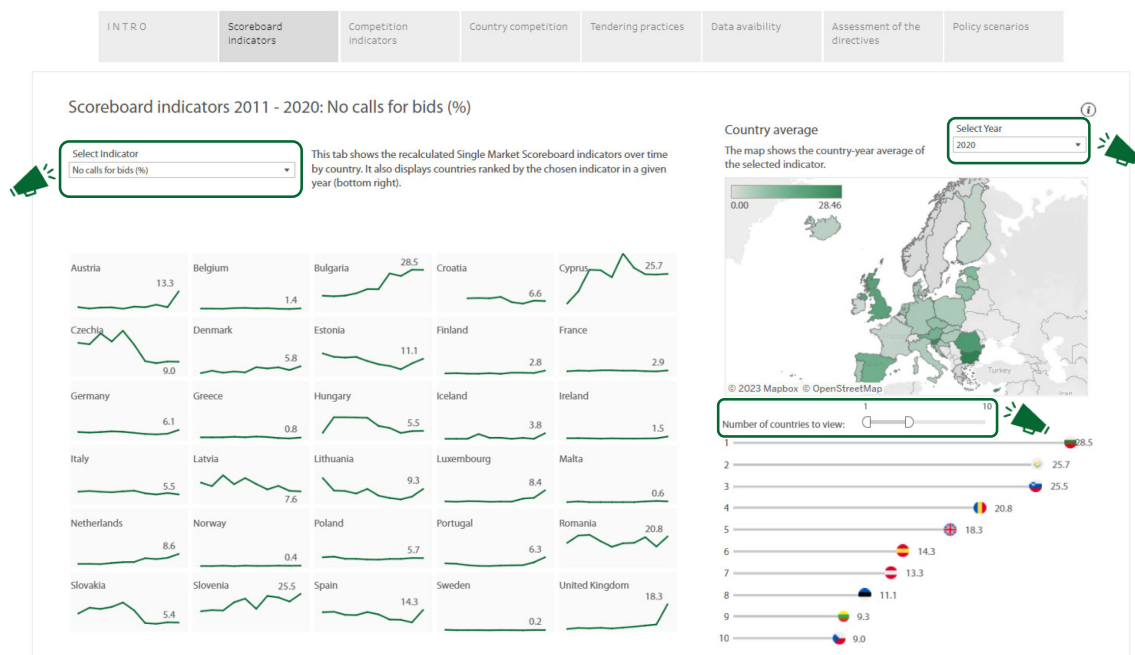 INTRO
Scoreboard
indicators
Competition
indicators
Country competition
Tendering practices
Data avaibility
Assessment of the
directives
Policy scenarios
Scoreboard indicators 2011 - 2020: No calls for bids (%)
i
Select Indicator
No calls for bids (%)
This tab shows the recalculated Single Market Scoreboard indicators over time
by country. It also displays countries ranked by the chosen indicator in a given
year (bottom right).
Country average
The map shows the country-year average of
the selected indicator.
Select Year
2020
0.00 28.46
Turkey
Iran
© 2023 Mapbox © OpenStreetMap
Austria
13.3
Belgium
1.4
Bulgaria
28.5
Croatia
6.6
Cyprus
25.7
Czechia
9.0
Denmark
5.8
Estonia
11.1
Finland
2.8
France
2.9
Germany
6.1
Greece
0.8
Hungary
5.5
Iceland
3.8
Ireland
1.5
Italy
5.5
Latvia
7.6
Lithuania
9.3
Luxembourg
8.4
Malta
0.6
Netherlands
8.6
Norway
0.4
Poland
5.7
Portugal
6.3
Romania
20.8
Slovakia
5.4
Slovenia
25.5
Spain
14.3
Sweden
0.2
United Kingdom
18.3
Number of countries to view:
1 10
1 28.5
2 25.7
3 25.5
4 20.8
5 18.3
6 14.3
7 13.3
8 11.1
9 9.3
10 9.0